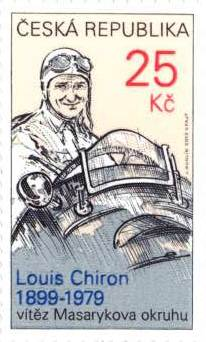 ČESKÁ REPUBLIKA
25
Kč
Louis Chiron
1899-1979
vítěz Masarykova okruhu